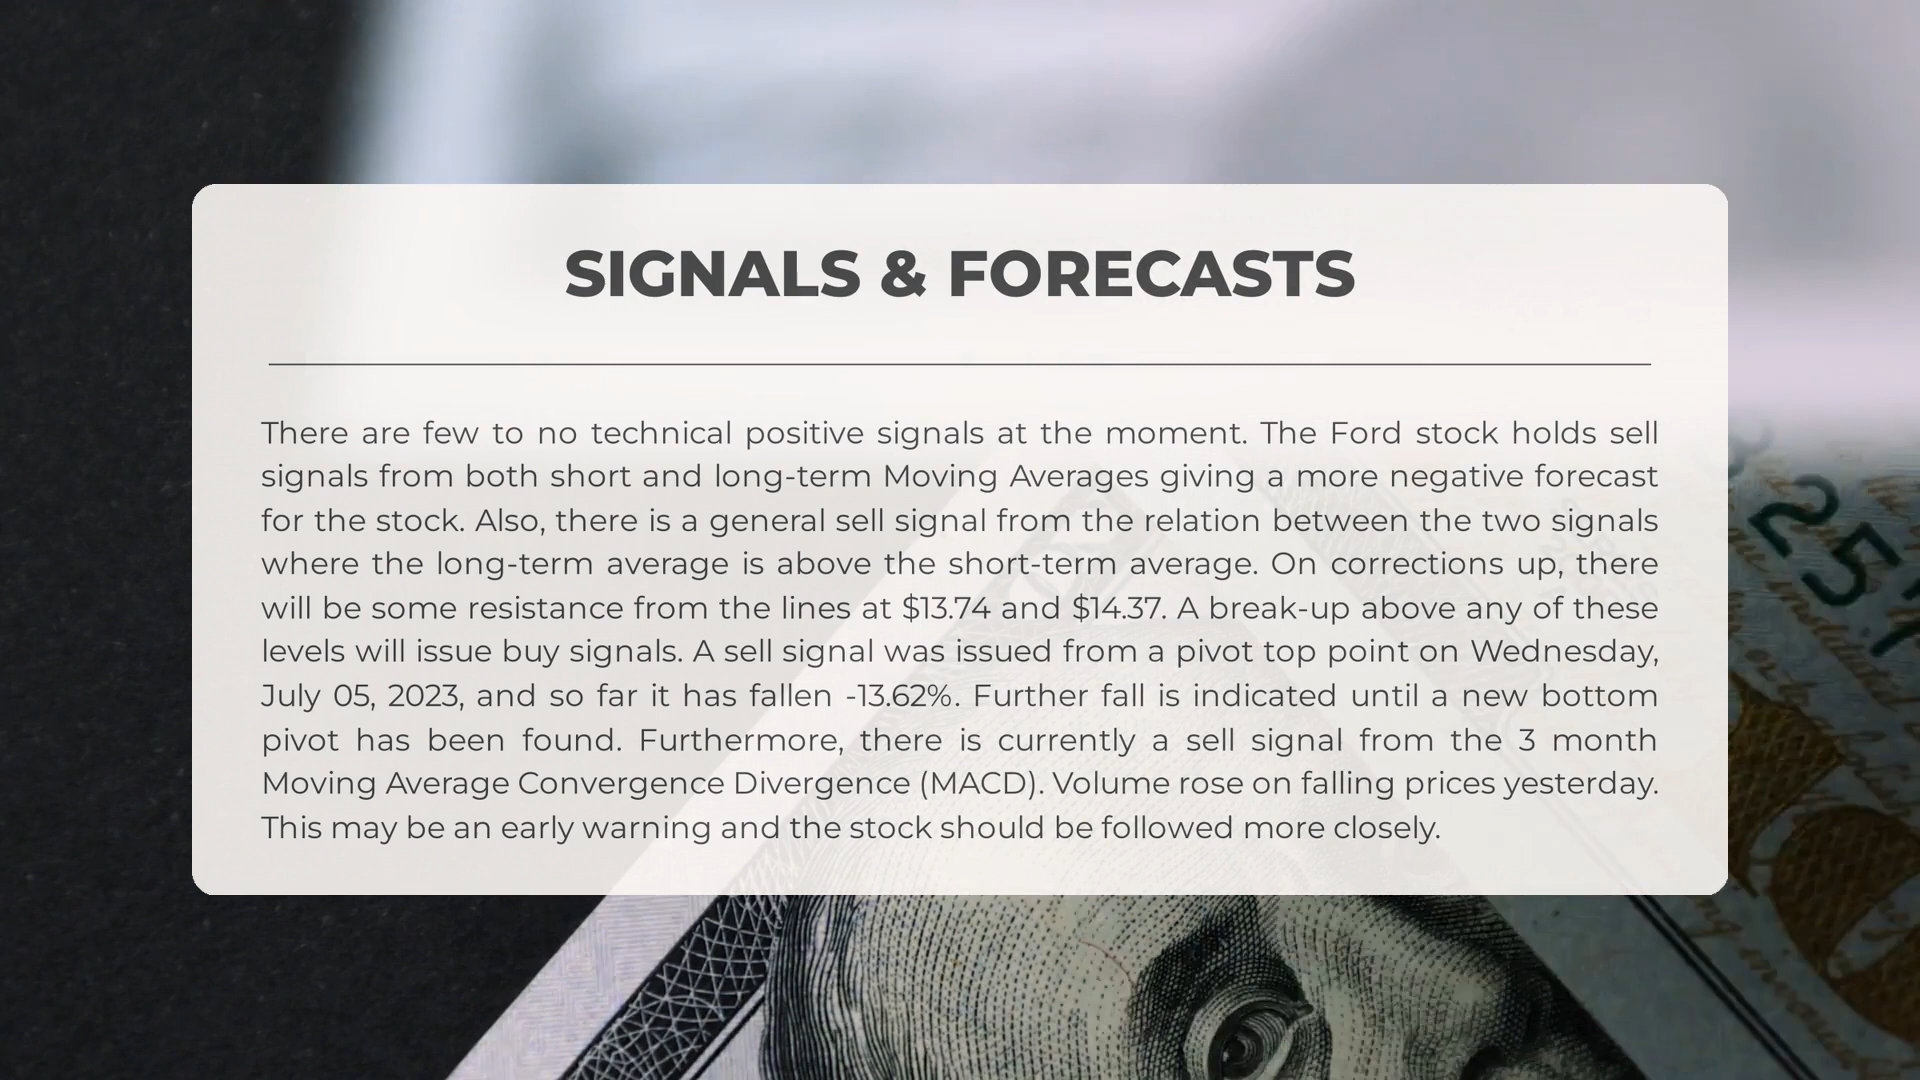 SIGNALS & FORECASTS
There are few to no technical positive signals at the moment. The Ford stock holds sell
signals from both short and long-term Moving Averages giving a more negative forecast
for the stock. Also, there is a general sell signal from the relation between the two signals
where the long-term average is above the short-term average. On corrections up, there
will be some resistance from the lines at $13.74 and $14.37. A break-up above any of these
levels will issue buy signals. A sell signal was issued from a pivot top point on Wednesday,
July 05, 2023, and so far it has fallen -13.62%. Further fall is indicated until a new bottom
pivot has been found. Furthermore, there is currently a sell signal from the 3 month
Moving Average Convergence Divergence (MACD). Volume rose on falling prices yesterday.
This may be an early warning and the stock should be followed more closely.